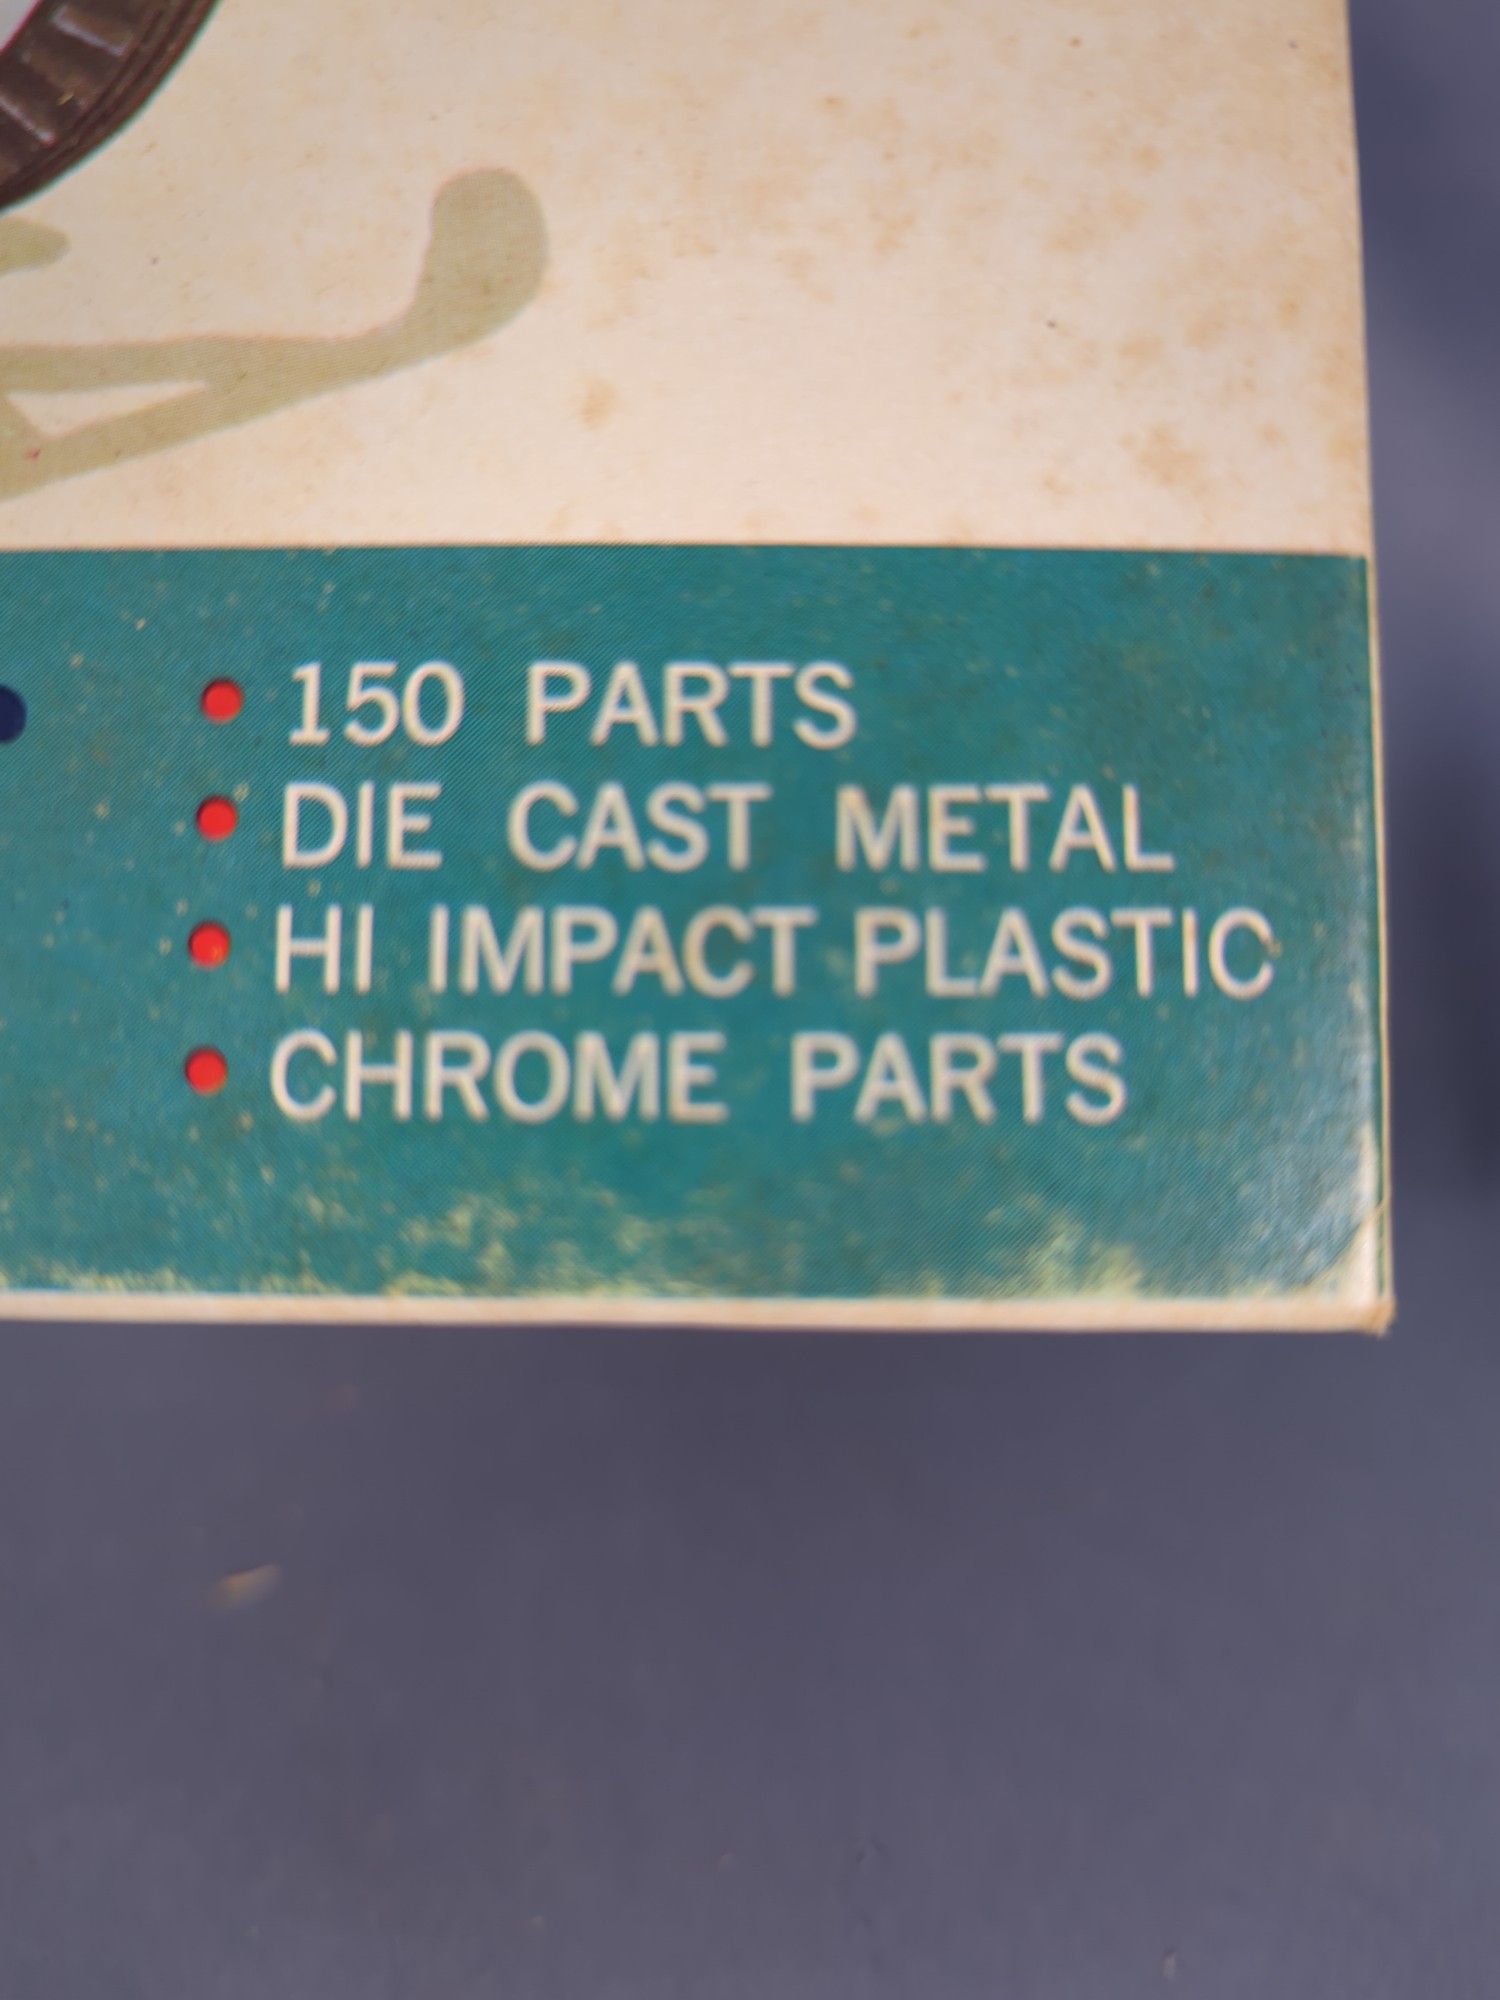 150 PARTS
DIE CAST METAL
HI IMPACT PLASTIC
CHROME PARTS